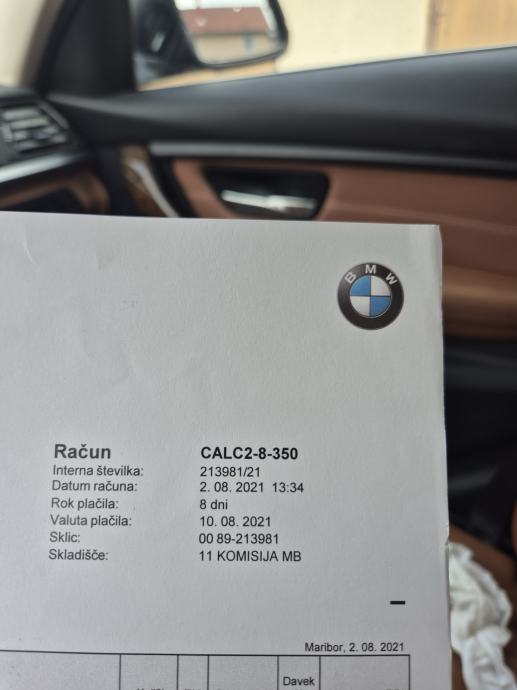 BMW
Račun CALC2-8-350
Interna številka: 213981/21
Datum računa: 2. 08. 2021 13:34
Rok plačila: 8 dni
Valuta plačila: 10. 08. 2021
Sklic: 00 89-213981
Skladišče: 11 KOMISIJA MB
Maribor, 2. 08. 2021
Davek